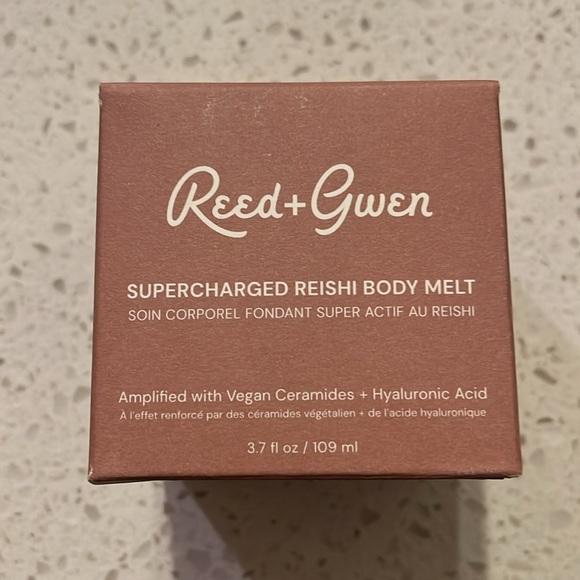 Reed+Gwen
SUPERCHARGED REISHI BODY MELT
SOIN CORPOREL FONDANT SUPER ACTIF AU REISHI
Amplified with Vegan Ceramides + Hyaluronic Acid
À l'effet renforcé par des céramides végétalien + de l'acide hyaluronique
3.7 fl oz / 109 ml